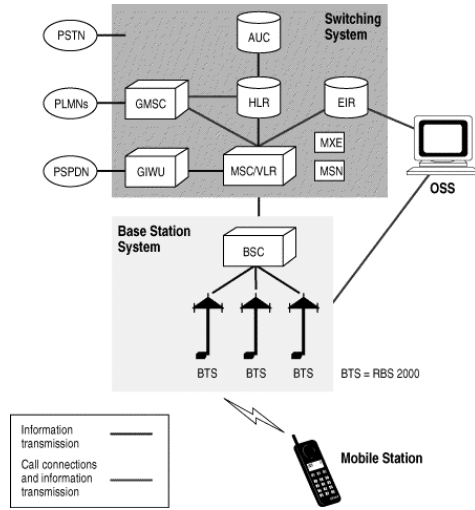 Switching
System
PSTN
AUC
PLMNs
GMSC
HLR
EIR
MXE
PSPDN
GIWU
MSC/VLR
MSN
OSS
Base Station
System
BSC
BTS
BTS
BTS
BTS = RBS 2000
Information
transmission
Call connections
and information
transmission
Mobile Station